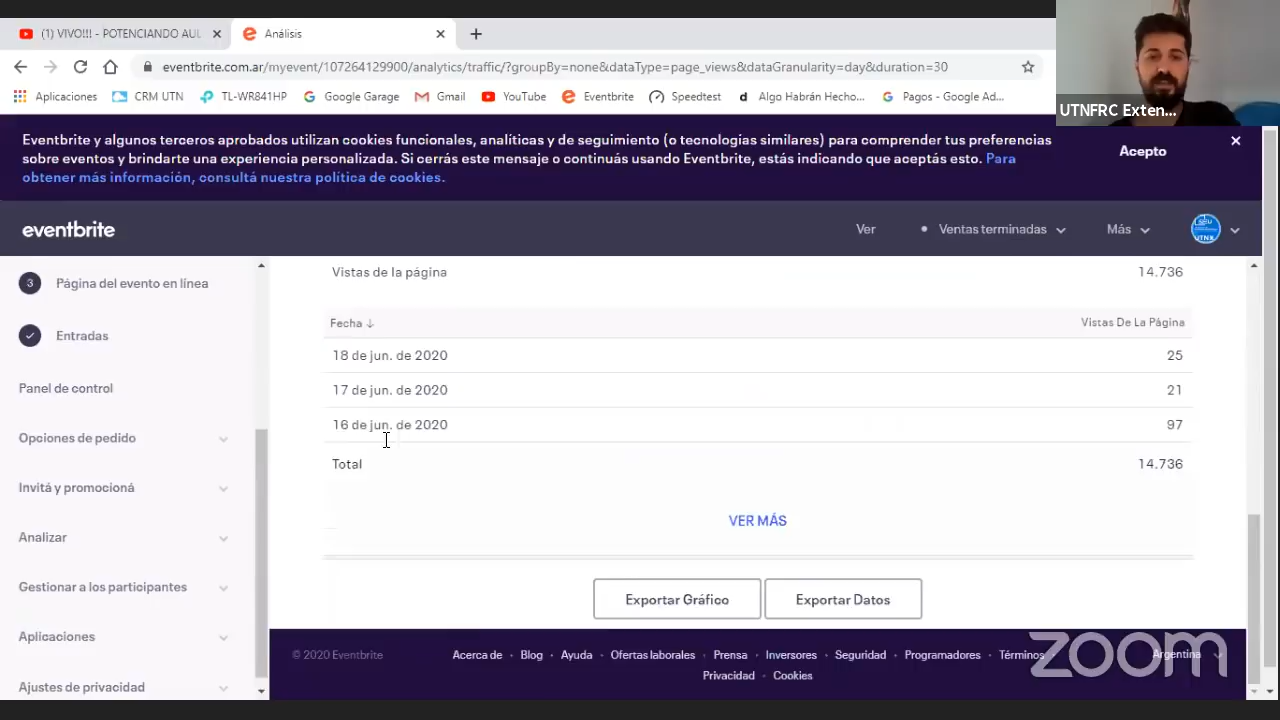 (1) VIVO!!! - POTENCIANDO AUL
Análisis
eventbrite.com.ar/myevent/107264129900/analytics/traffic/?groupBy=none&dataType=page_views&dataGranularity=day&duration=30
Aplicaciones
CRM UTN
TL-WR841HP
Google Garage
Gmail
YouTube
Eventbrite
Speedtest
Algo Habrán Hecho...
Pagos - Google Ad...
UTNFRC Exten...
Eventbrite y algunos terceros aprobados utilizan cookies funcionales, analíticas y de seguimiento (o tecnologías similares) para comprender tus preferencias
sobre eventos y brindarte una experiencia personalizada. Si cerrás este mensaje o continuás usando Eventbrite, estás indicando que aceptás esto. Para
obtener más información, consultá nuestra política de cookies.
Acepto
eventbrite
Ver
Ventas terminadas
Más
SEU
UTN
3 Página del evento en línea
Entradas
Panel de control
Opciones de pedido
Invitá y promocioná
Analizar
Gestionar a los participantes
Aplicaciones
Ajustes de privacidad
Vistas de la página 14.736
Fecha ↓ Vistas De La Página
18 de jun. de 2020 25
17 de jun. de 2020 21
16 de jun. de 2020 97
Total 14.736
VER MÁS
Exportar Gráfico
Exportar Datos
© 2020 Eventbrite
Acerca de · Blog · Ayuda · Ofertas laborales · Prensa · Inversores · Seguridad · Programadores · Términos
Privacidad · Cookies
Argentina
zoom